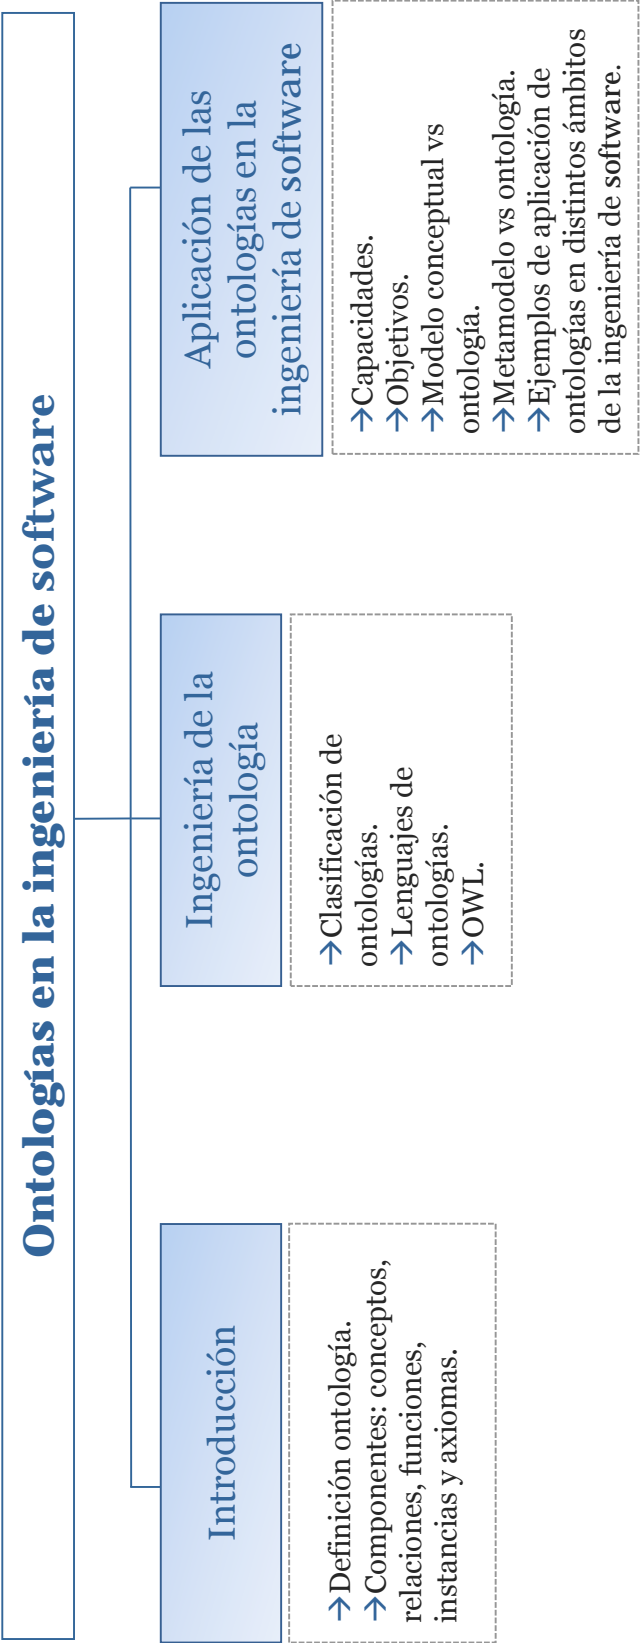 Ontologías en la ingeniería de software
Introducción
→Definición ontología.
→Componentes: conceptos,
relaciones, funciones,
instancias y axiomas.
Ingeniería de la
ontología
→Clasificación de
ontologías.
→Lenguajes de
ontologías.
→OWL.
Aplicación de las
ontologías en la
ingeniería de software
→Capacidades.
→Objetivos.
→Modelo conceptual vs
ontología.
→Metamodelo vs ontología.
→Ejemplos de aplicación de
ontologías en distintos ámbitos
de la ingeniería de software.